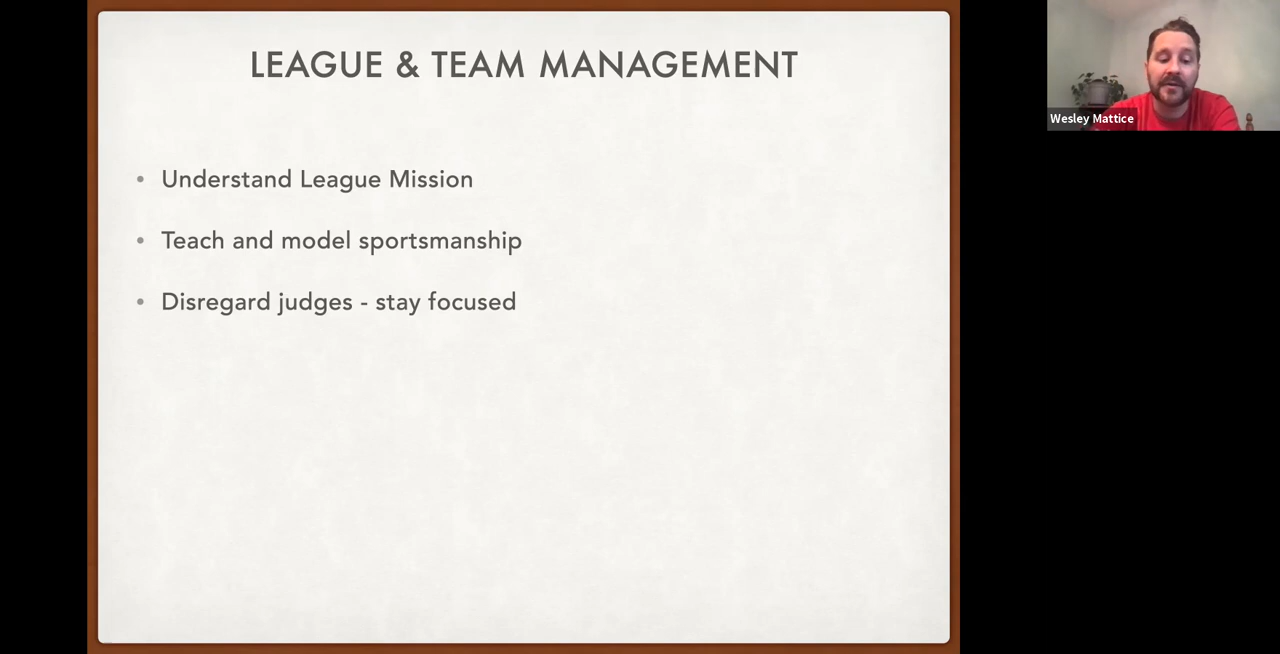 LEAGUE & TEAM MANAGEMENT
• Understand League Mission
• Teach and model sportsmanship
• Disregard judges - stay focused
Wesley Mattice